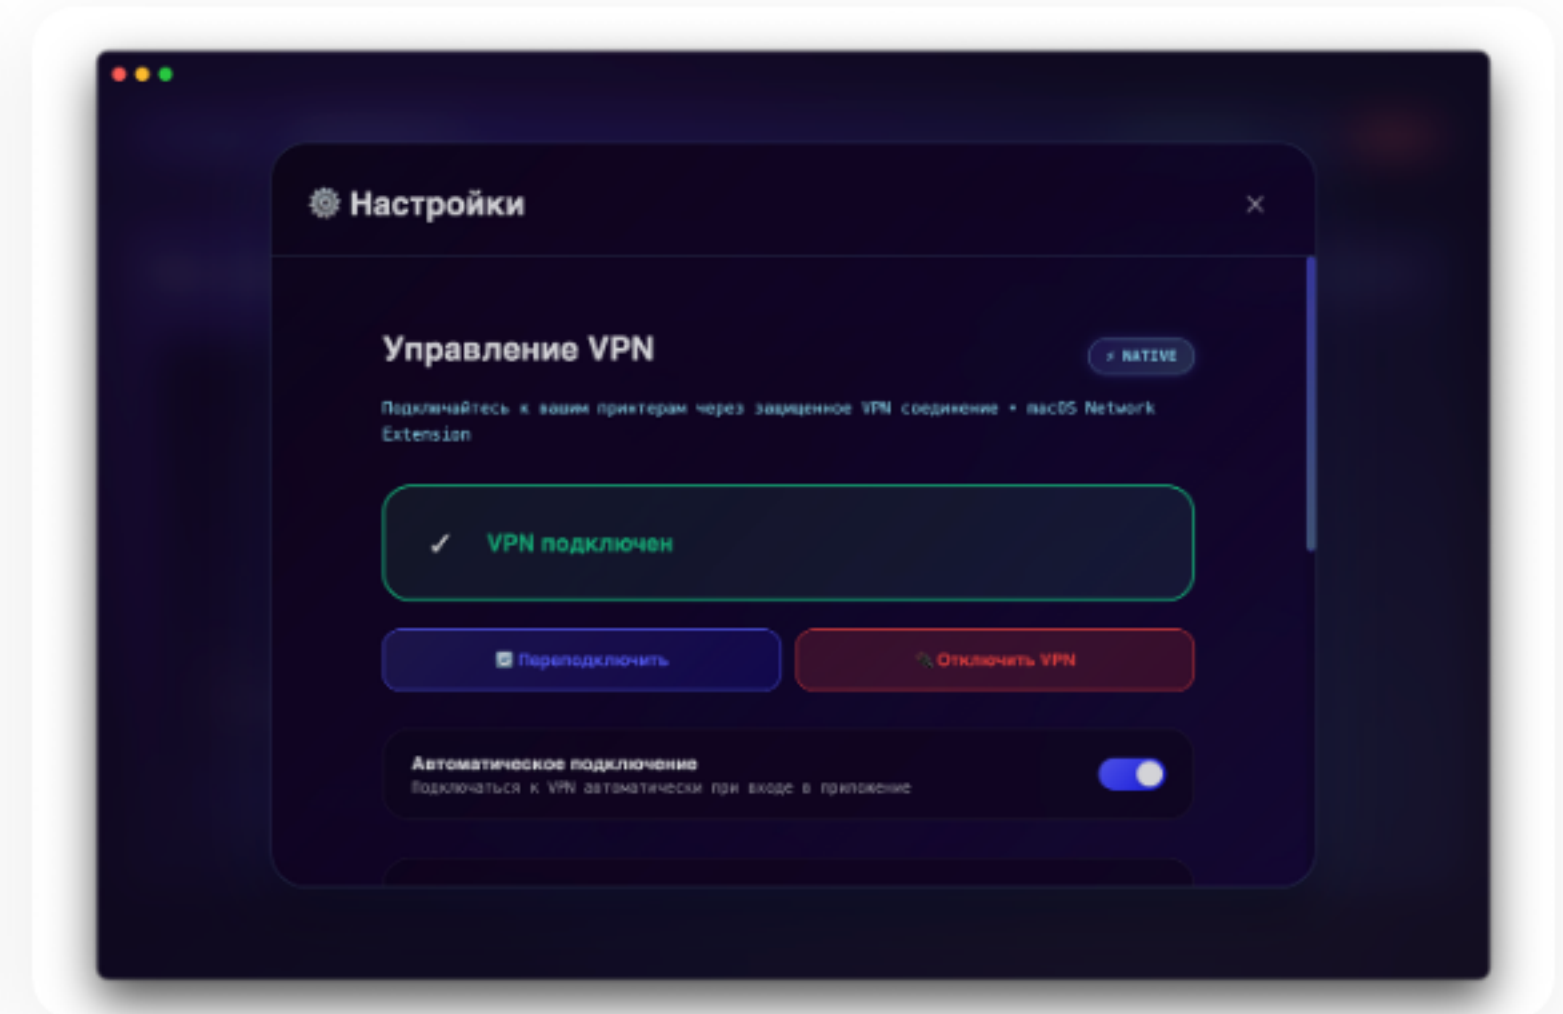 ⚙️ Настройки
×
Управление VPN
⚡ NATIVE
Подключайтесь к вашим принтерам через защищенное VPN соединение • macOS Network
Extension
✓ VPN подключен
🔄 Переподключить
🔌 Отключить VPN
Автоматическое подключение
Подключаться к VPN автоматически при входе в приложение